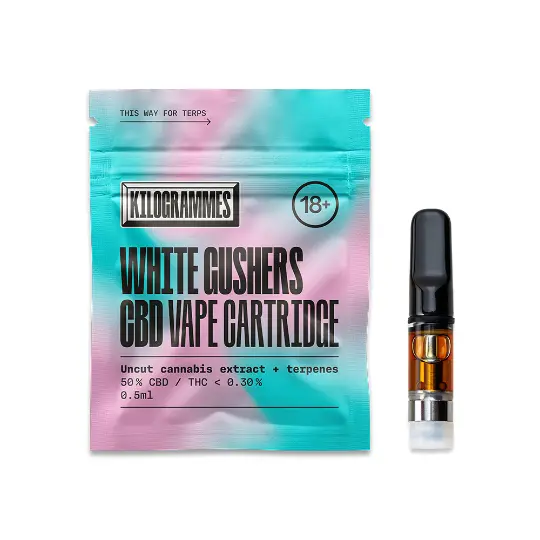 THIS WAY FOR TERPS
KILOGRAMMES
18+
WHITE GUSHERS
CBD VAPE CARTRIDGE
Uncut cannabis extract + terpenes
50% CBD / THC < 0.30%
0.5ml